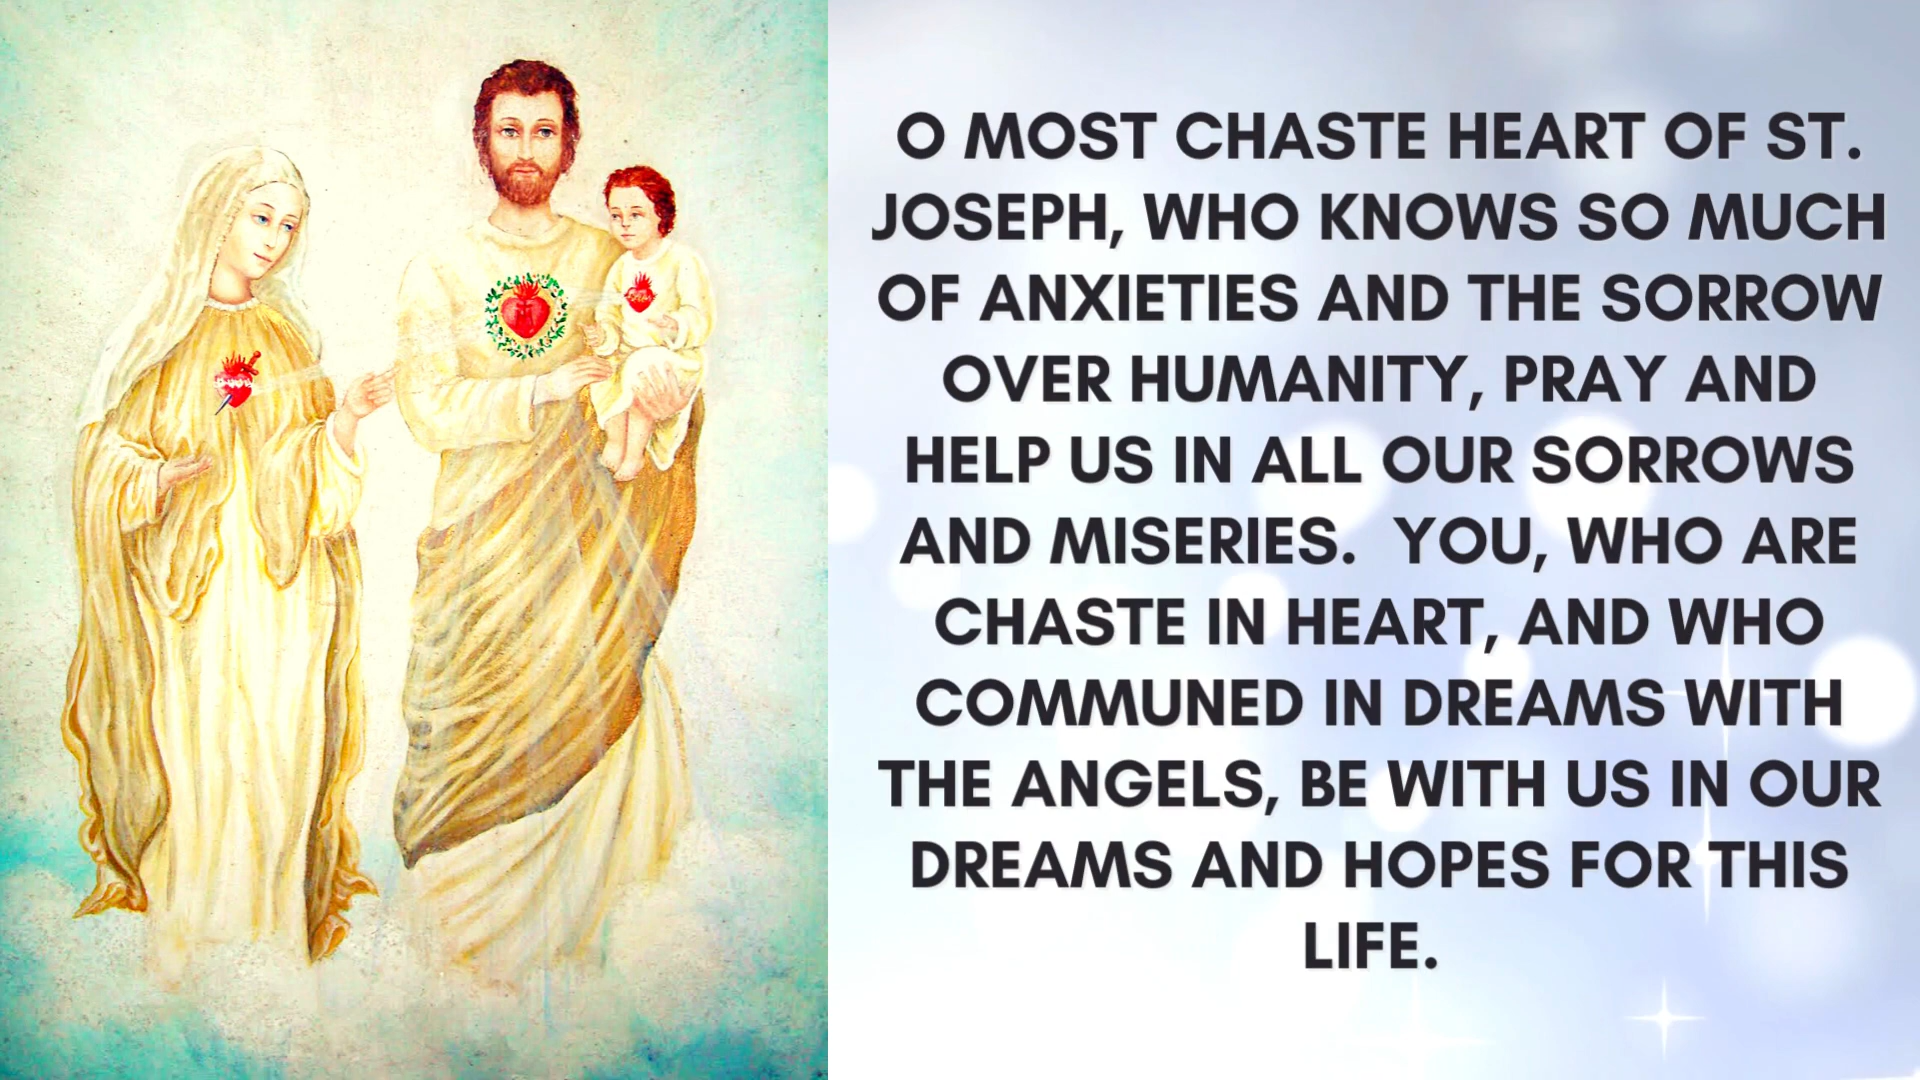 O MOST CHASTE HEART OF ST.
JOSEPH, WHO KNOWS SO MUCH
OF ANXIETIES AND THE SORROW
OVER HUMANITY, PRAY AND
HELP US IN ALL OUR SORROWS
AND MISERIES.  YOU, WHO ARE
CHASTE IN HEART, AND WHO
COMMUNED IN DREAMS WITH
THE ANGELS, BE WITH US IN OUR
DREAMS AND HOPES FOR THIS
LIFE.